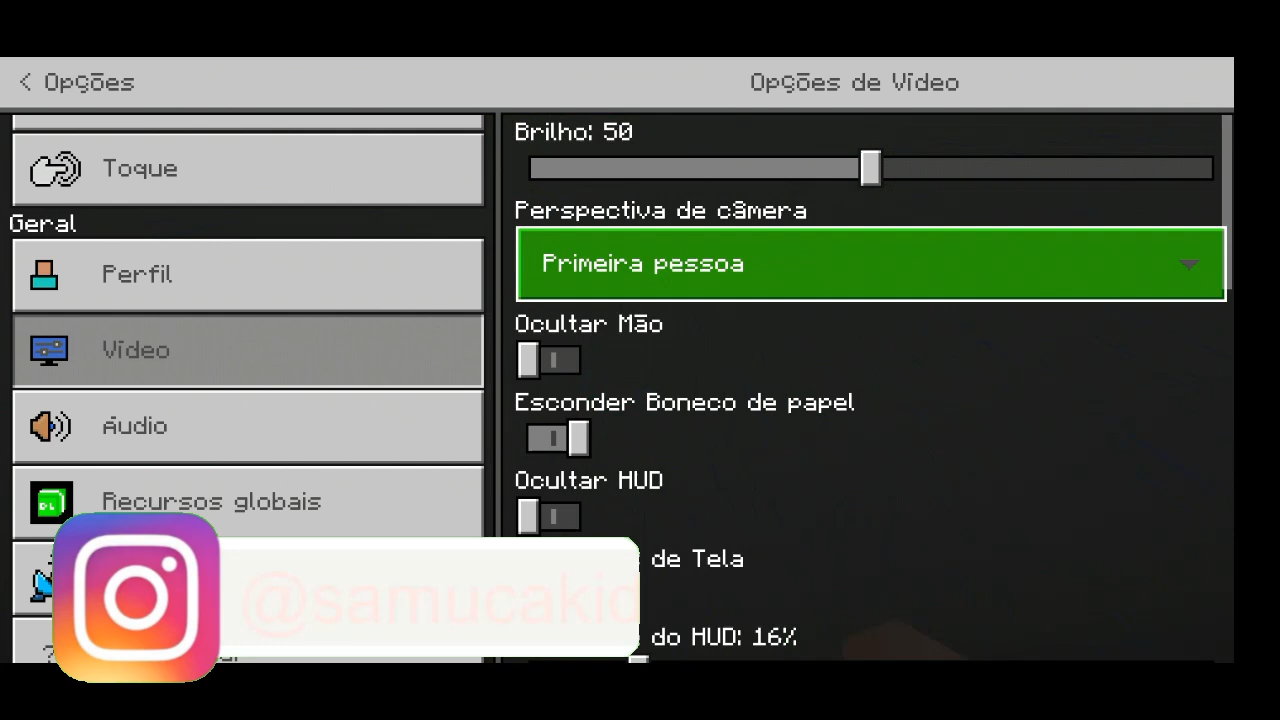 < Opções
Opções de Vídeo
Toque
Geral
Perfil
Vídeo
Áudio
Recursos globais
Brilho: 50
Perspectiva de câmera
Primeira pessoa
Ocultar Mão
Esconder Boneco de papel
Ocultar HUD
de Tela
do HUD: 16%
@samucakid